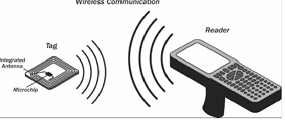 Wireless Communication
Reader
Tag
Integrated
Antenna
Microchip